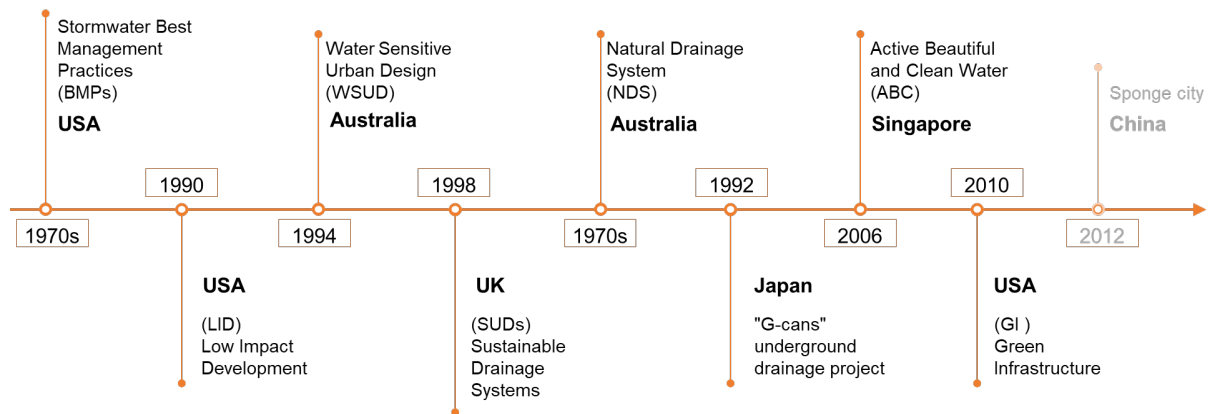 Stormwater Best
Management
Practices
(BMPs)
USA
1970s
1990
USA
(LID)
Low Impact
Development
Water Sensitive
Urban Design
(WSUD)
Australia
1994
1998
UK
(SUDs)
Sustainable
Drainage
Systems
Natural Drainage
System
(NDS)
Australia
1970s
1992
Japan
"G-cans"
underground
drainage project
Active Beautiful
and Clean Water
(ABC)
Singapore
2006
2010
USA
(GI )
Green
Infrastructure
Sponge city
China
2012